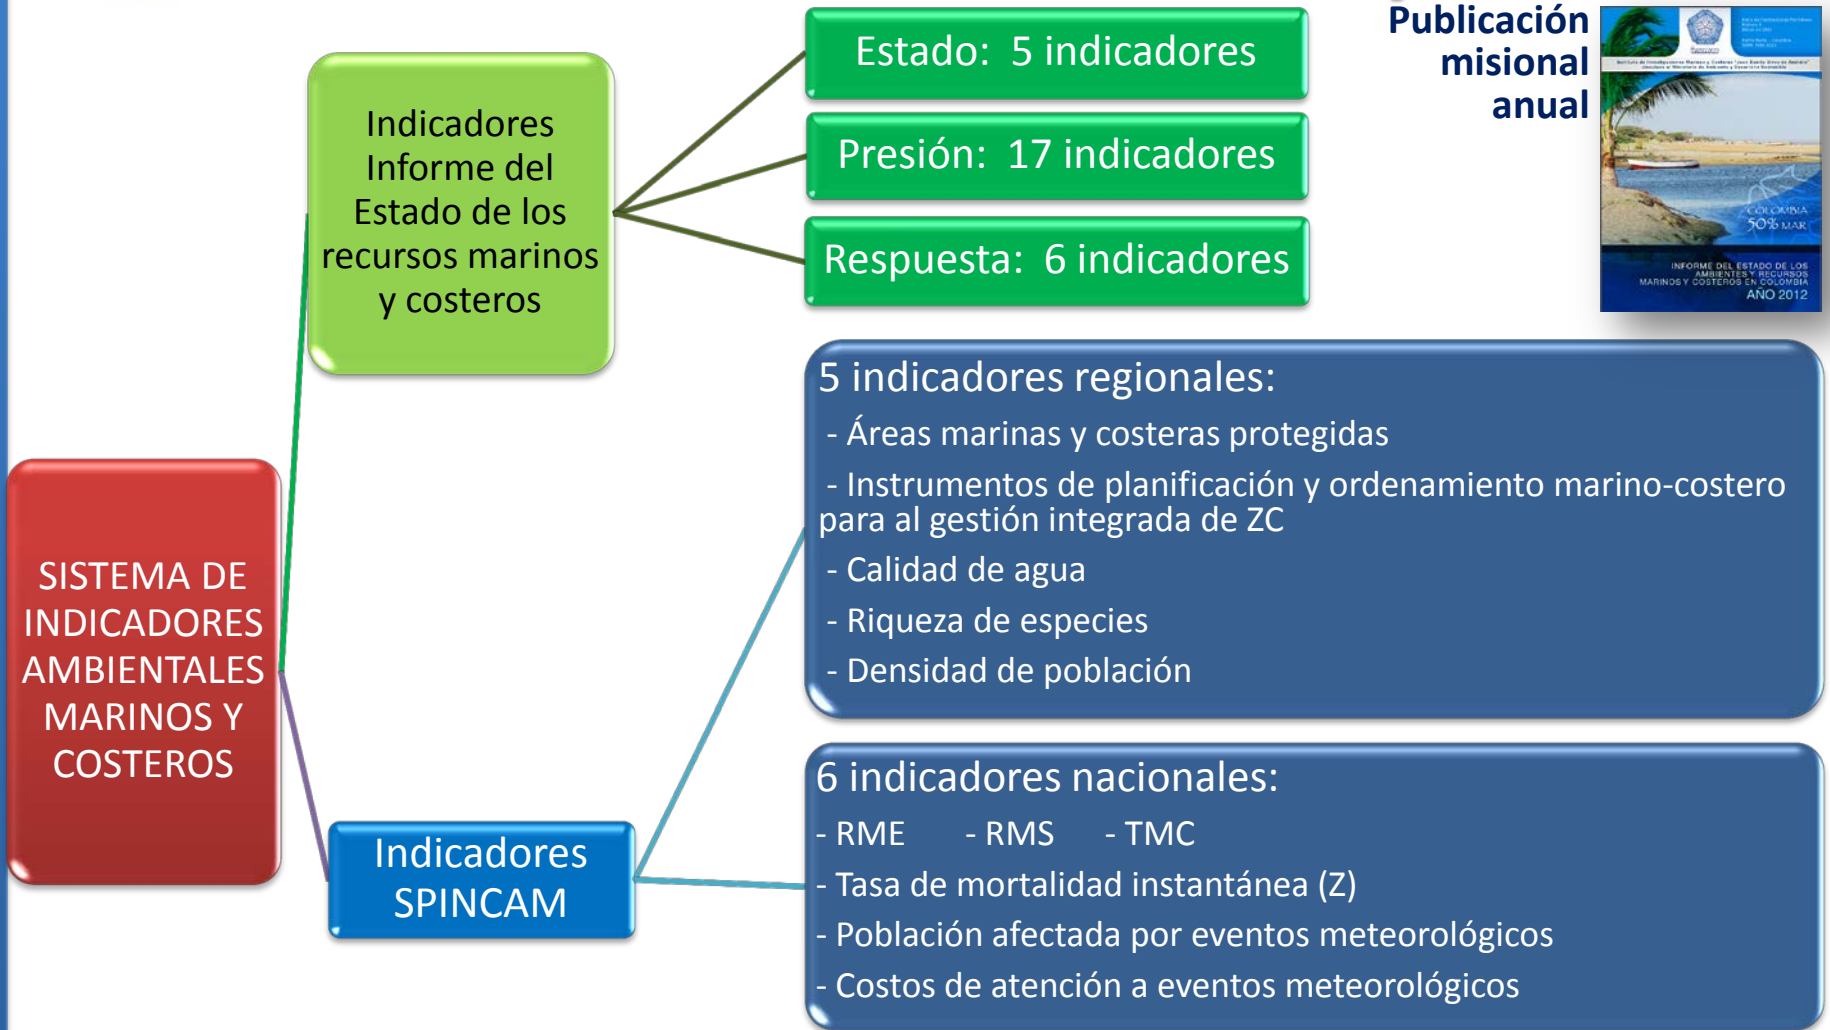 Publicación
misional
anual
Estado:  5 indicadores
Presión:  17 indicadores
Respuesta:  6 indicadores
Indicadores
Informe del
Estado de los
recursos marinos
y costeros
COLOMBIA
50% MAR
INFORME DEL ESTADO DE LOS
AMBIENTES Y RECURSOS
MARINOS Y COSTEROS EN COLOMBIA
AÑO 2012
SISTEMA DE
INDICADORES
AMBIENTALES
MARINOS Y
COSTEROS
5 indicadores regionales:
- Áreas marinas y costeras protegidas
- Instrumentos de planificación y ordenamiento marino-costero
para al gestión integrada de ZC
- Calidad de agua
- Riqueza de especies
- Densidad de población
Indicadores
SPINCAM
6 indicadores nacionales:
- RME - RMS - TMC
- Tasa de mortalidad instantánea (Z)
- Población afectada por eventos meteorológicos
- Costos de atención a eventos meteorológicos